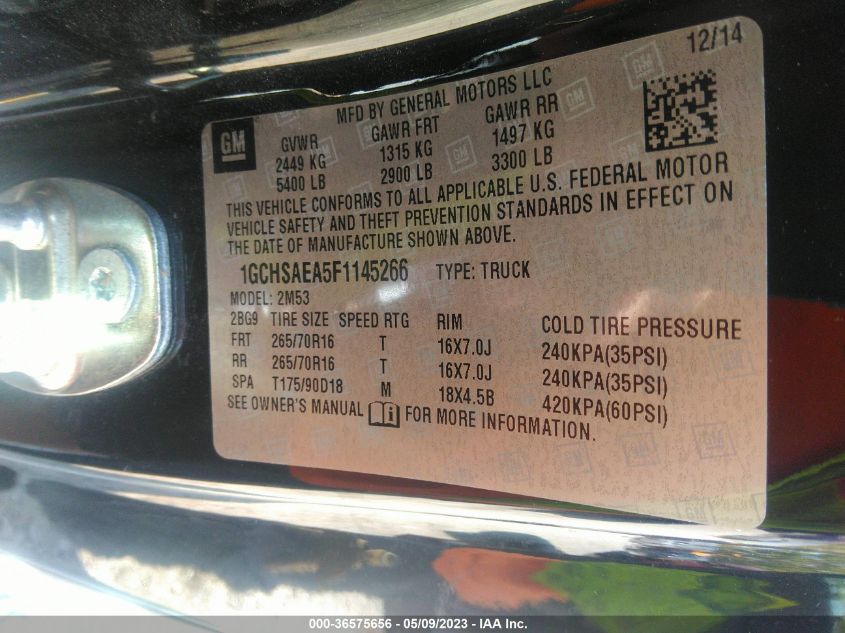 12/14
MFD BY GENERAL MOTORS LLC
GM
GVWR GAWR FRT GAWR RR
2449 KG 1315 KG 1497 KG
5400 LB 2900 LB 3300 LB
THIS VEHICLE CONFORMS TO ALL APPLICABLE U.S. FEDERAL MOTOR
VEHICLE SAFETY AND THEFT PREVENTION STANDARDS IN EFFECT ON
THE DATE OF MANUFACTURE SHOWN ABOVE.
1GCHSAEA5F1145266 TYPE: TRUCK
MODEL: 2M53
2BG9 TIRE SIZE SPEED RTG RIM COLD TIRE PRESSURE
FRT 265/70R16 T 16X7.0J 240KPA(35PSI)
RR 265/70R16 T 16X7.0J 240KPA(35PSI)
SPA T175/90D18 M 18X4.5B 420KPA(60PSI)
SEE OWNER'S MANUAL FOR MORE INFORMATION.
000-36575656 - 05/09/2023 - IAA Inc.